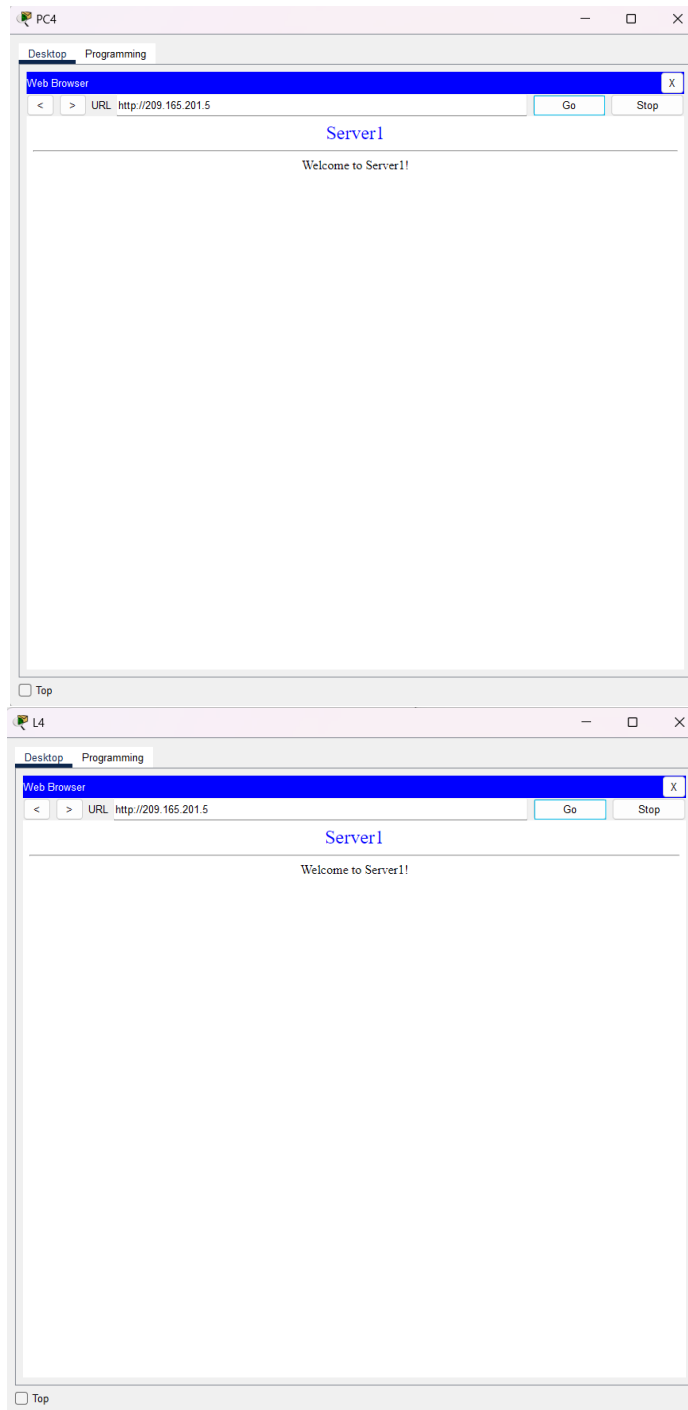 PC4
Desktop Programming
Web Browser X
< > URL http://209.165.201.5 Go Stop
Server1
Welcome to Server1!
Top
L4
Desktop Programming
Web Browser X
< > URL http://209.165.201.5 Go Stop
Server1
Welcome to Server1!
Top